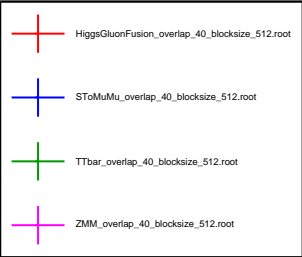 HiggsGluonFusion_overlap_40_blocksize_512.root
SToMuMu_overlap_40_blocksize_512.root
TTbar_overlap_40_blocksize_512.root
ZMM_overlap_40_blocksize_512.root